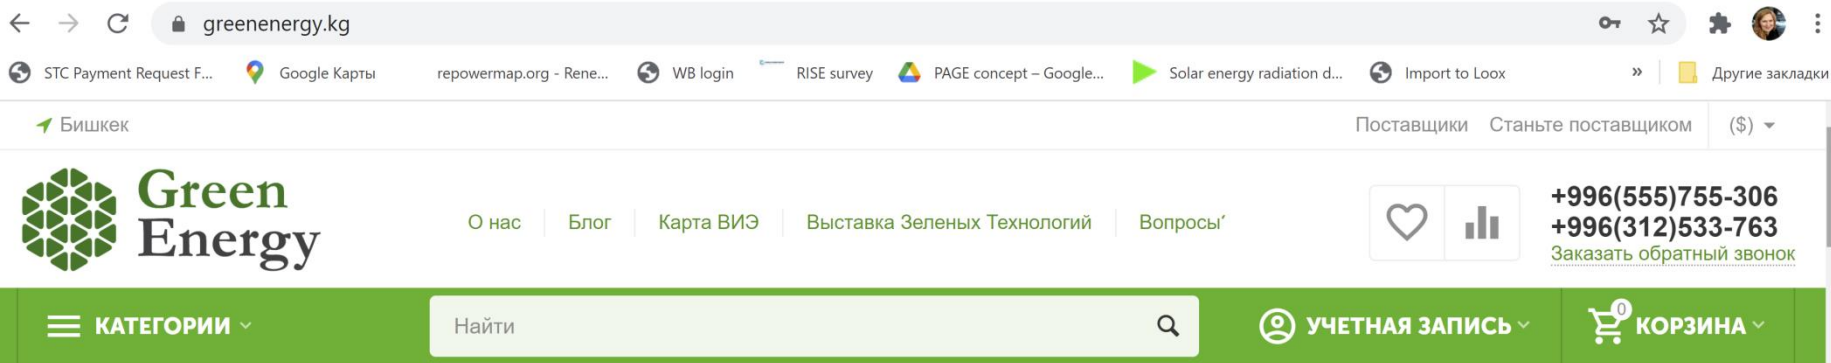 greenenergy.kg
STC Payment Request F... Google Карты repowermap.org - Rene... WB login RISE survey PAGE concept – Google... Solar energy radiation d... Import to Loox » Другие закладки
Бишкек Поставщики Станьте поставщиком ($)
Green Energy
О нас Блог Карта ВИЭ Выставка Зеленых Технологий Вопросы
+996(555)755-306
+996(312)533-763
Заказать обратный звонок
КАТЕГОРИИ Найти УЧЕТНАЯ ЗАПИСЬ 0 КОРЗИНА